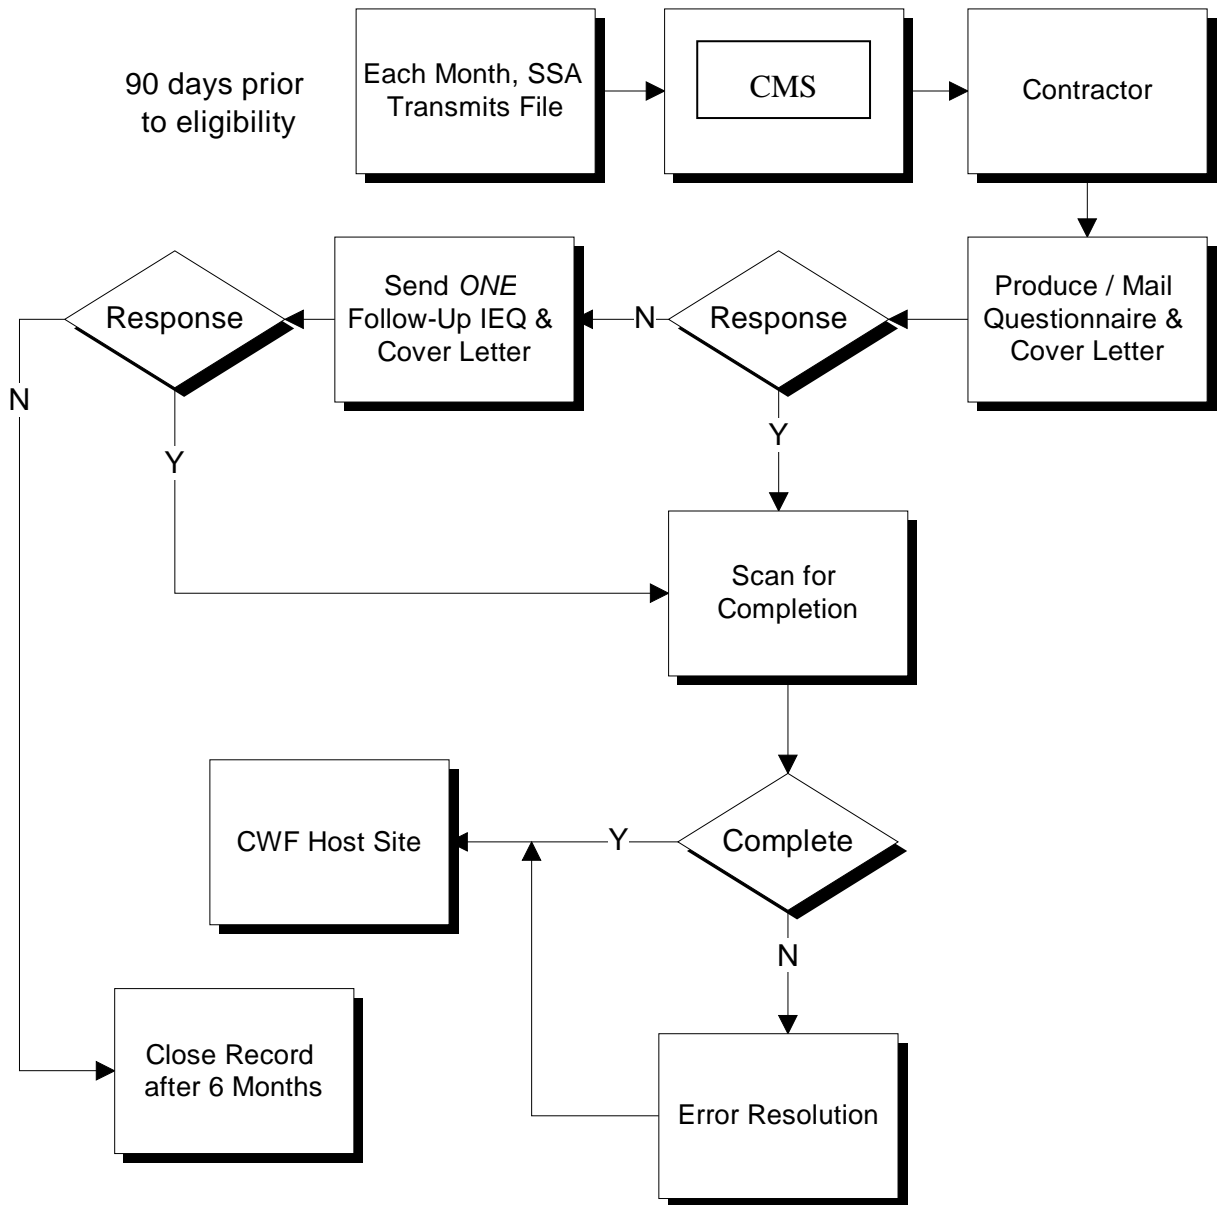 90 days prior
to eligibility
Each Month, SSA
Transmits File
CMS
Contractor
Response
Send ONE
Follow-Up IEQ &
Cover Letter
N
Response
Produce / Mail
Questionnaire &
Cover Letter
N
Y
Y
Scan for
Completion
CWF Host Site
Y
Complete
N
Close Record
after 6 Months
Error Resolution